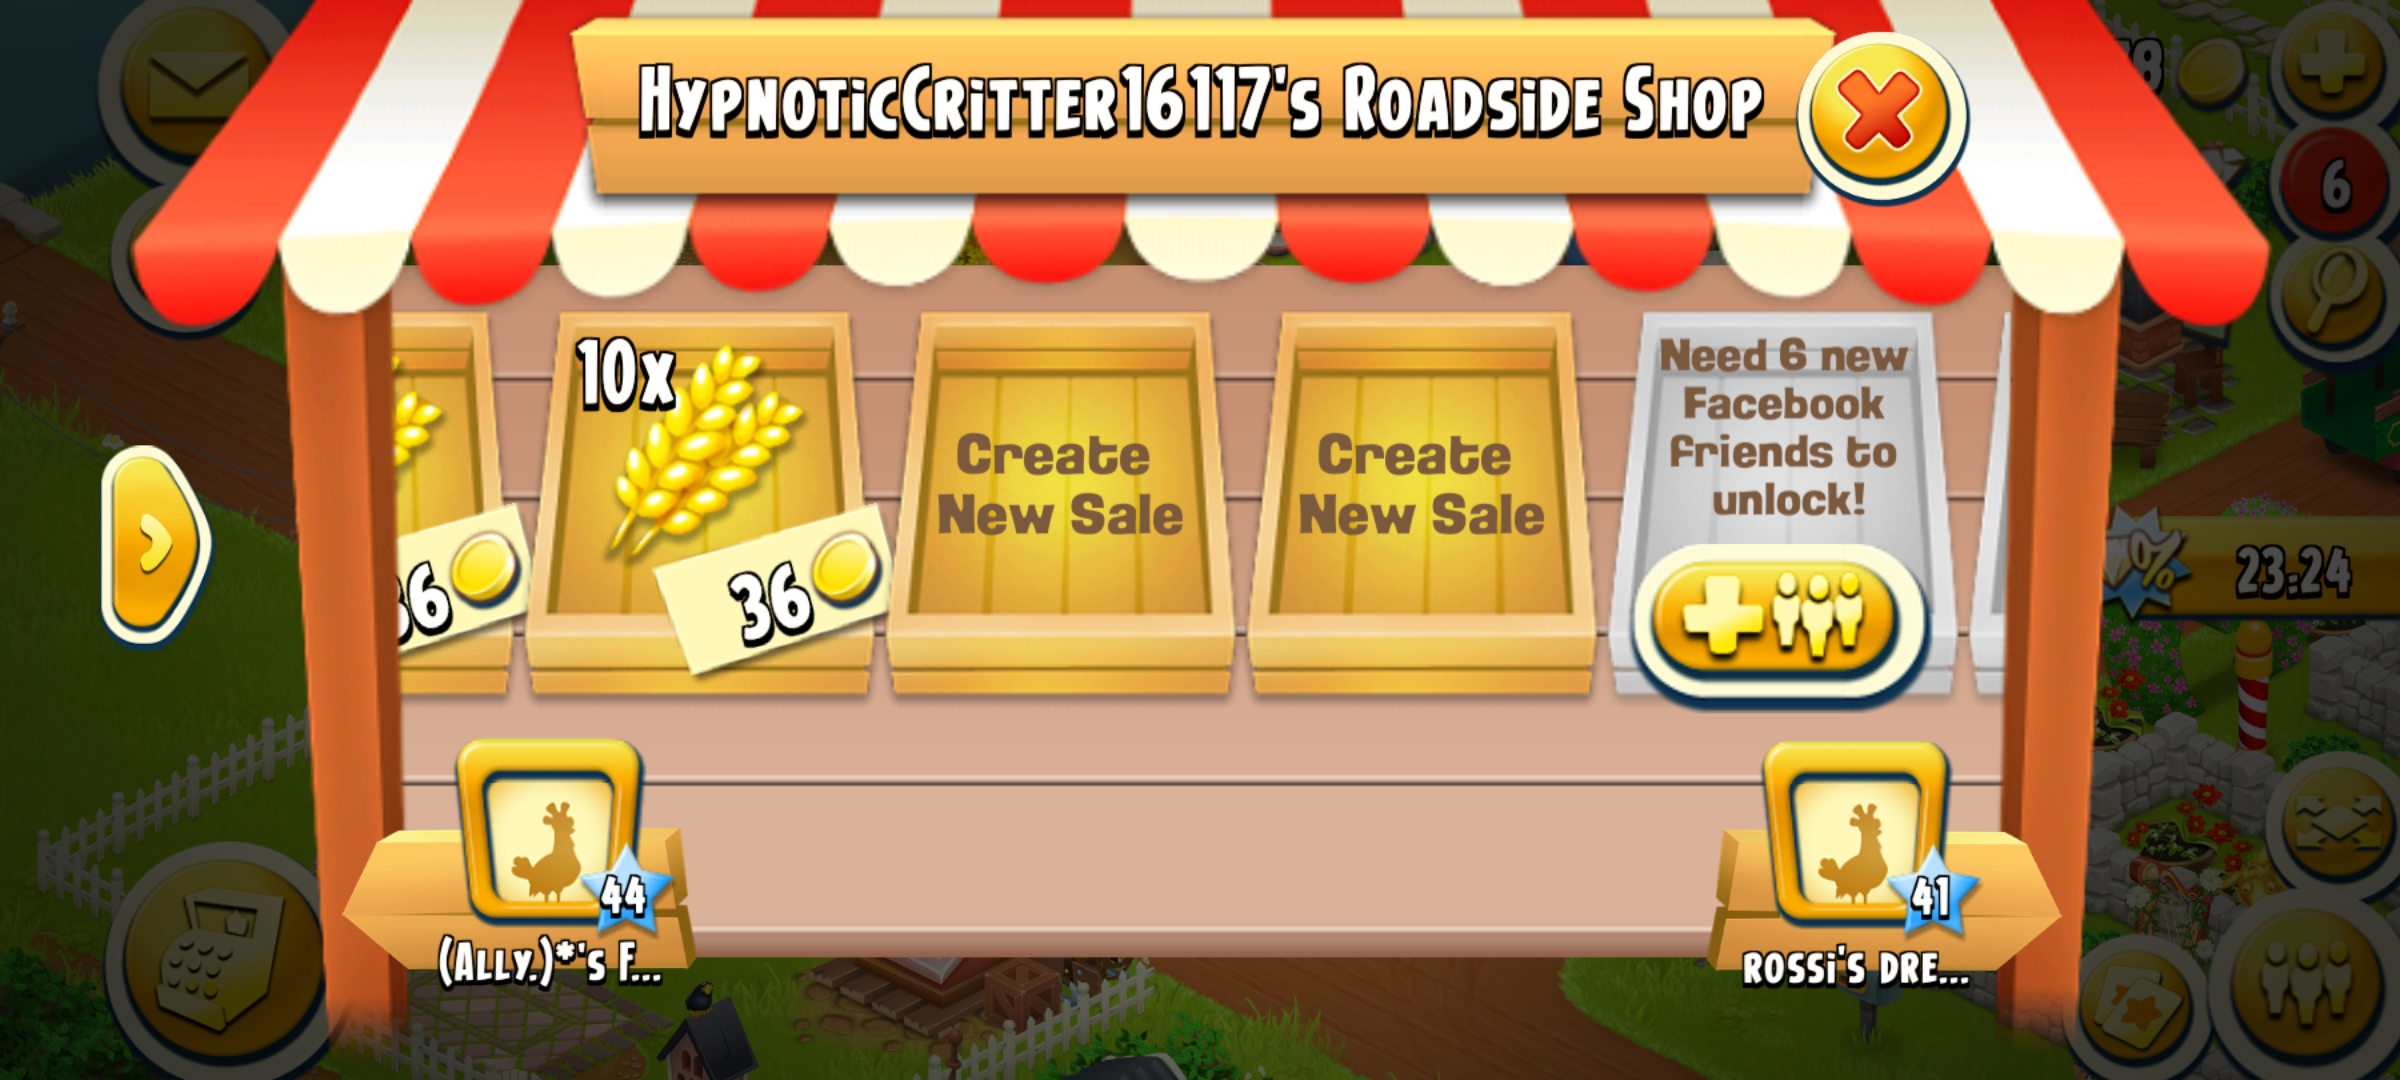 HypnoticCritter16117's Roadside Shop
6
10x
36
Create
New Sale
Create
New Sale
Need 6 new
Facebook
friends to
unlock!
23:24
44
(Ally.)*'s F...
41
ROSSi'S DRE...